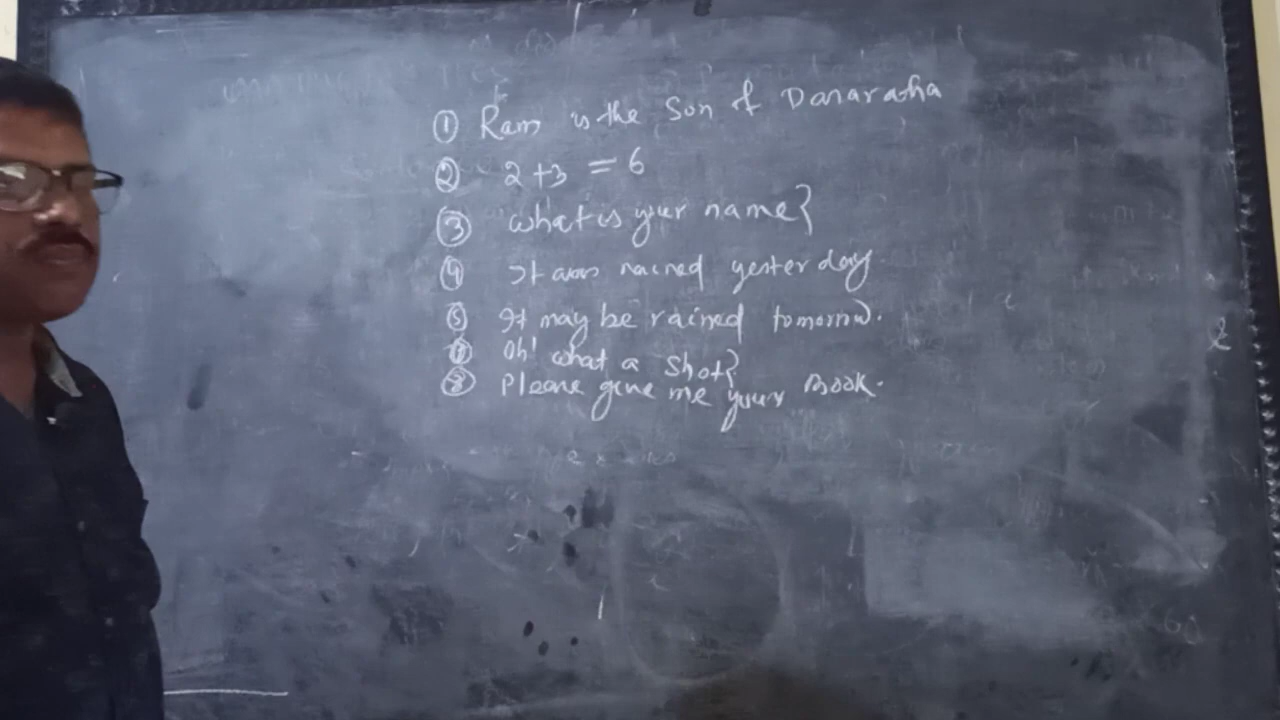 ① Ram is the Son of Dasaratha
② 2+3 = 6
③ what is your name?
④ It was rained yesterday.
⑤ It may be rained tomorrow.
⑦ Oh! what a shot?
⑧ Please give me your Book.